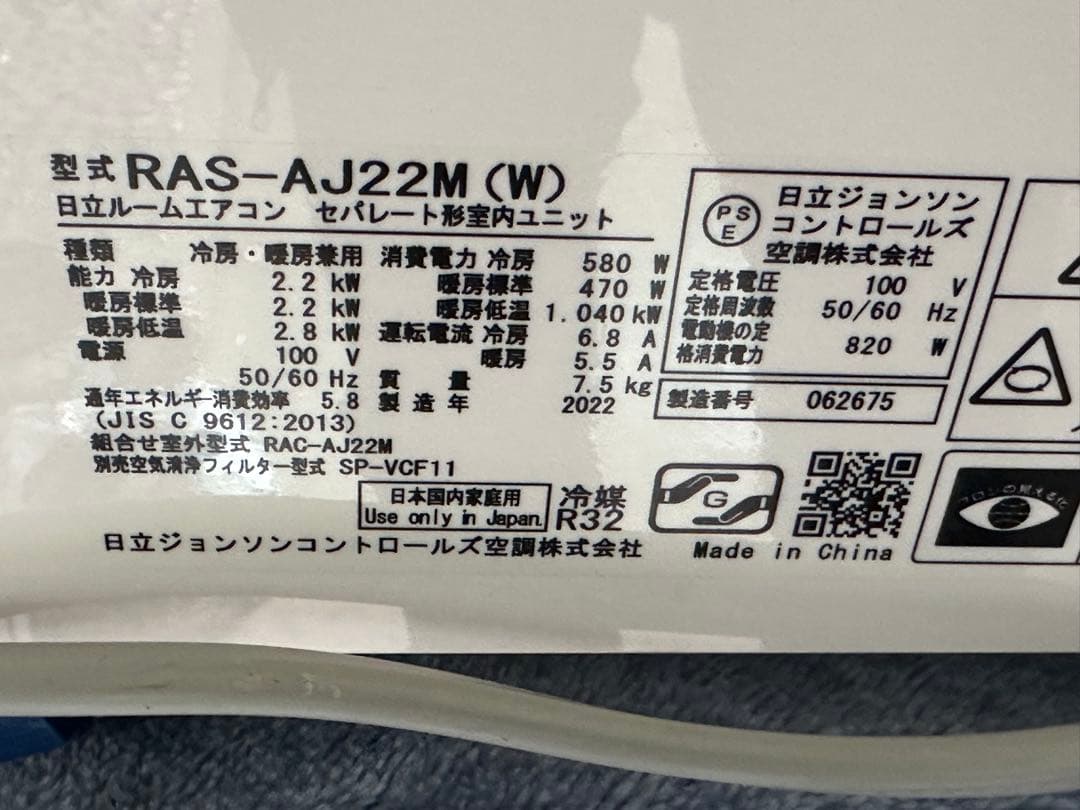 型式 RAS-AJ22M(W)
日立ルームエアコン セパレート形室内ユニット
種類 冷房・暖房兼用
能力 冷房 2.2 kW
暖房標準 2.2 kW
暖房低温 2.8 kW
電源 100 V
50/60 Hz
通年エネルギー消費効率 5.8
(JIS C 9612:2013)
組合せ室外型式 RAC-AJ22M
別売空気清浄フィルター型式 SP-VCF11
消費電力 冷房 580 W
暖房標準 470 W
暖房低温 1.040 kW
運転電流 冷房 6.8 A
暖房 5.5 A
質量 7.5 kg
製造年 2022
PS
E
日立ジョンソン
コントロールズ
空調株式会社
定格電圧 100 V
定格周波数 50/60 Hz
電動機の定
格消費電力 820 W
製造番号 062675
日本国内家庭用
Use only in Japan
冷媒
R32
G
フロンの見える化
日立ジョンソンコントロールズ空調株式会社
Made in China